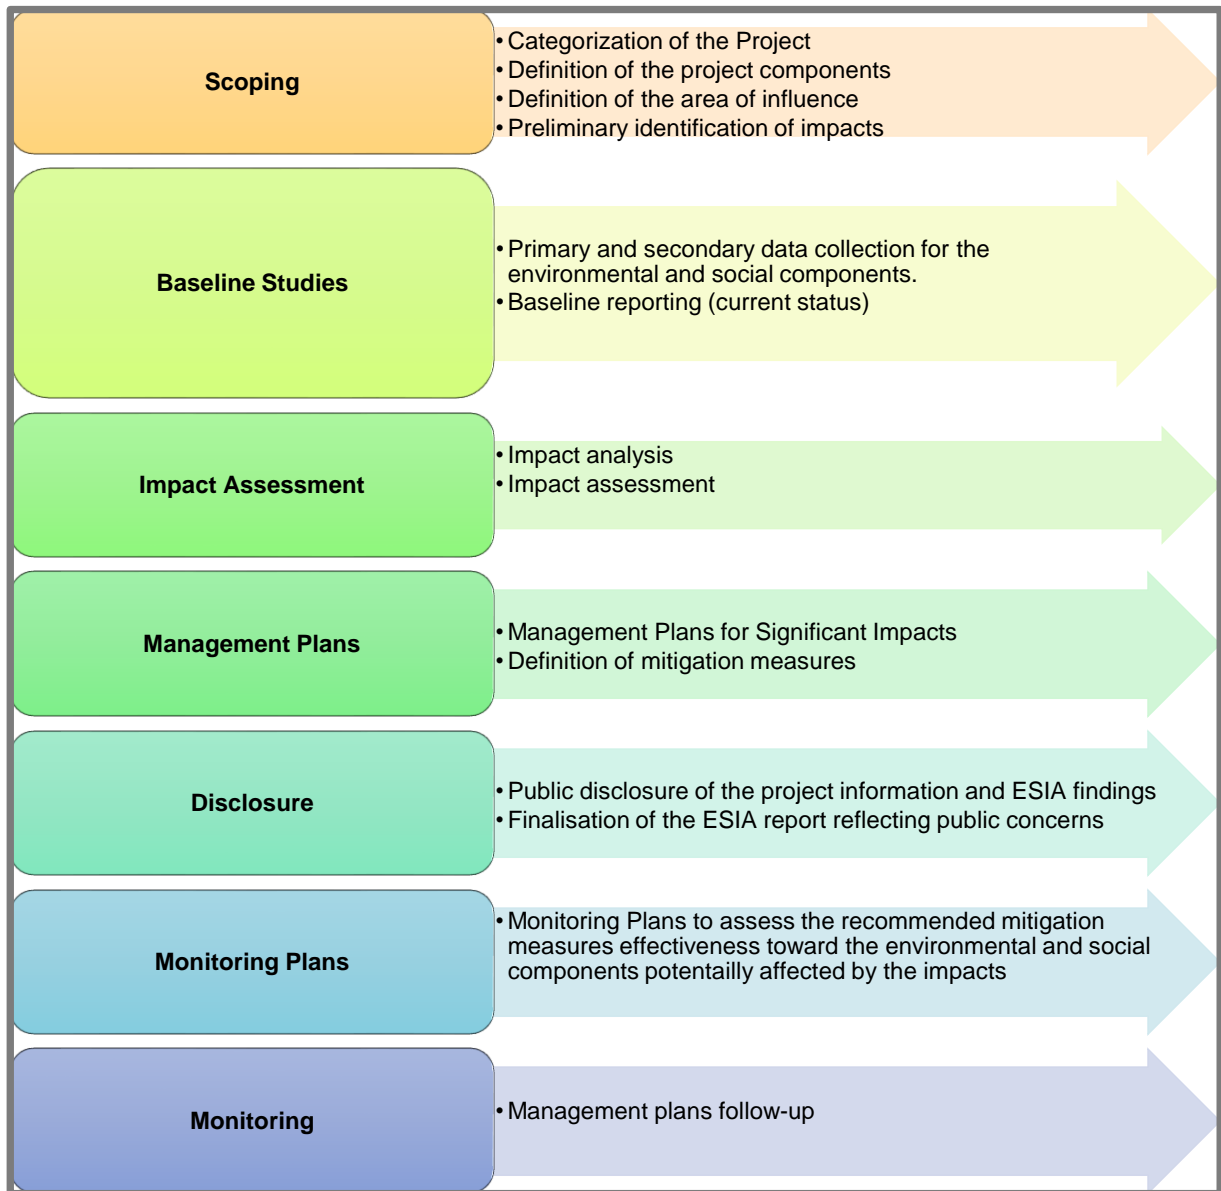 Scoping
• Categorization of the Project
• Definition of the project components
• Definition of the area of influence
• Preliminary identification of impacts
Baseline Studies
• Primary and secondary data collection for the
environmental and social components.
• Baseline reporting (current status)
Impact Assessment
• Impact analysis
• Impact assessment
Management Plans
• Management Plans for Significant Impacts
• Definition of mitigation measures
Disclosure
• Public disclosure of the project information and ESIA findings
• Finalisation of the ESIA report reflecting public concerns
Monitoring Plans
• Monitoring Plans to assess the recommended mitigation
measures effectiveness toward the environmental and social
components potentailly affected by the impacts
Monitoring
• Management plans follow-up